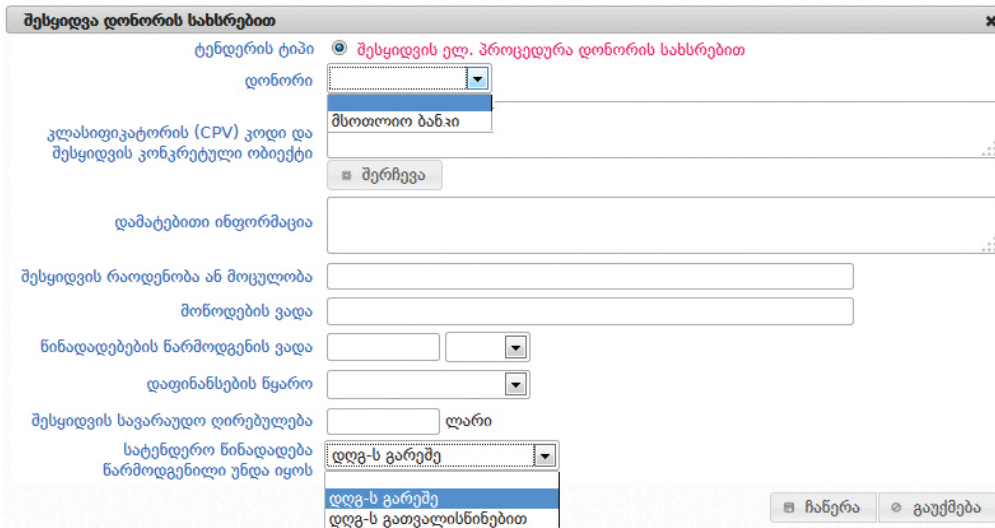 შესყიდვა დონორის სახსრებით
ტენდერის ტიპი შესყიდვის ელ. პროცედურა დონორის სახსრებით
დონორი
მსოფლიო ბანკი
კლასიფიკატორის (CPV) კოდი და
შესყიდვის კონკრეტული ობიექტი
შერჩევა
დამატებითი ინფორმაცია
შესყიდვის რაოდენობა ან მოცულობა
მოწოდების ვადა
წინადადებების წარმოდგენის ვადა
დაფინანსების წყარო
შესყიდვის სავარაუდო ღირებულება ლარი
სატენდერო წინადადება
წარმოდგენილი უნდა იყოს
დღგ-ს გარეშე
დღგ-ს გარეშე
დღგ-ს გათვალისწინებით
ჩაწერა გაუქმება